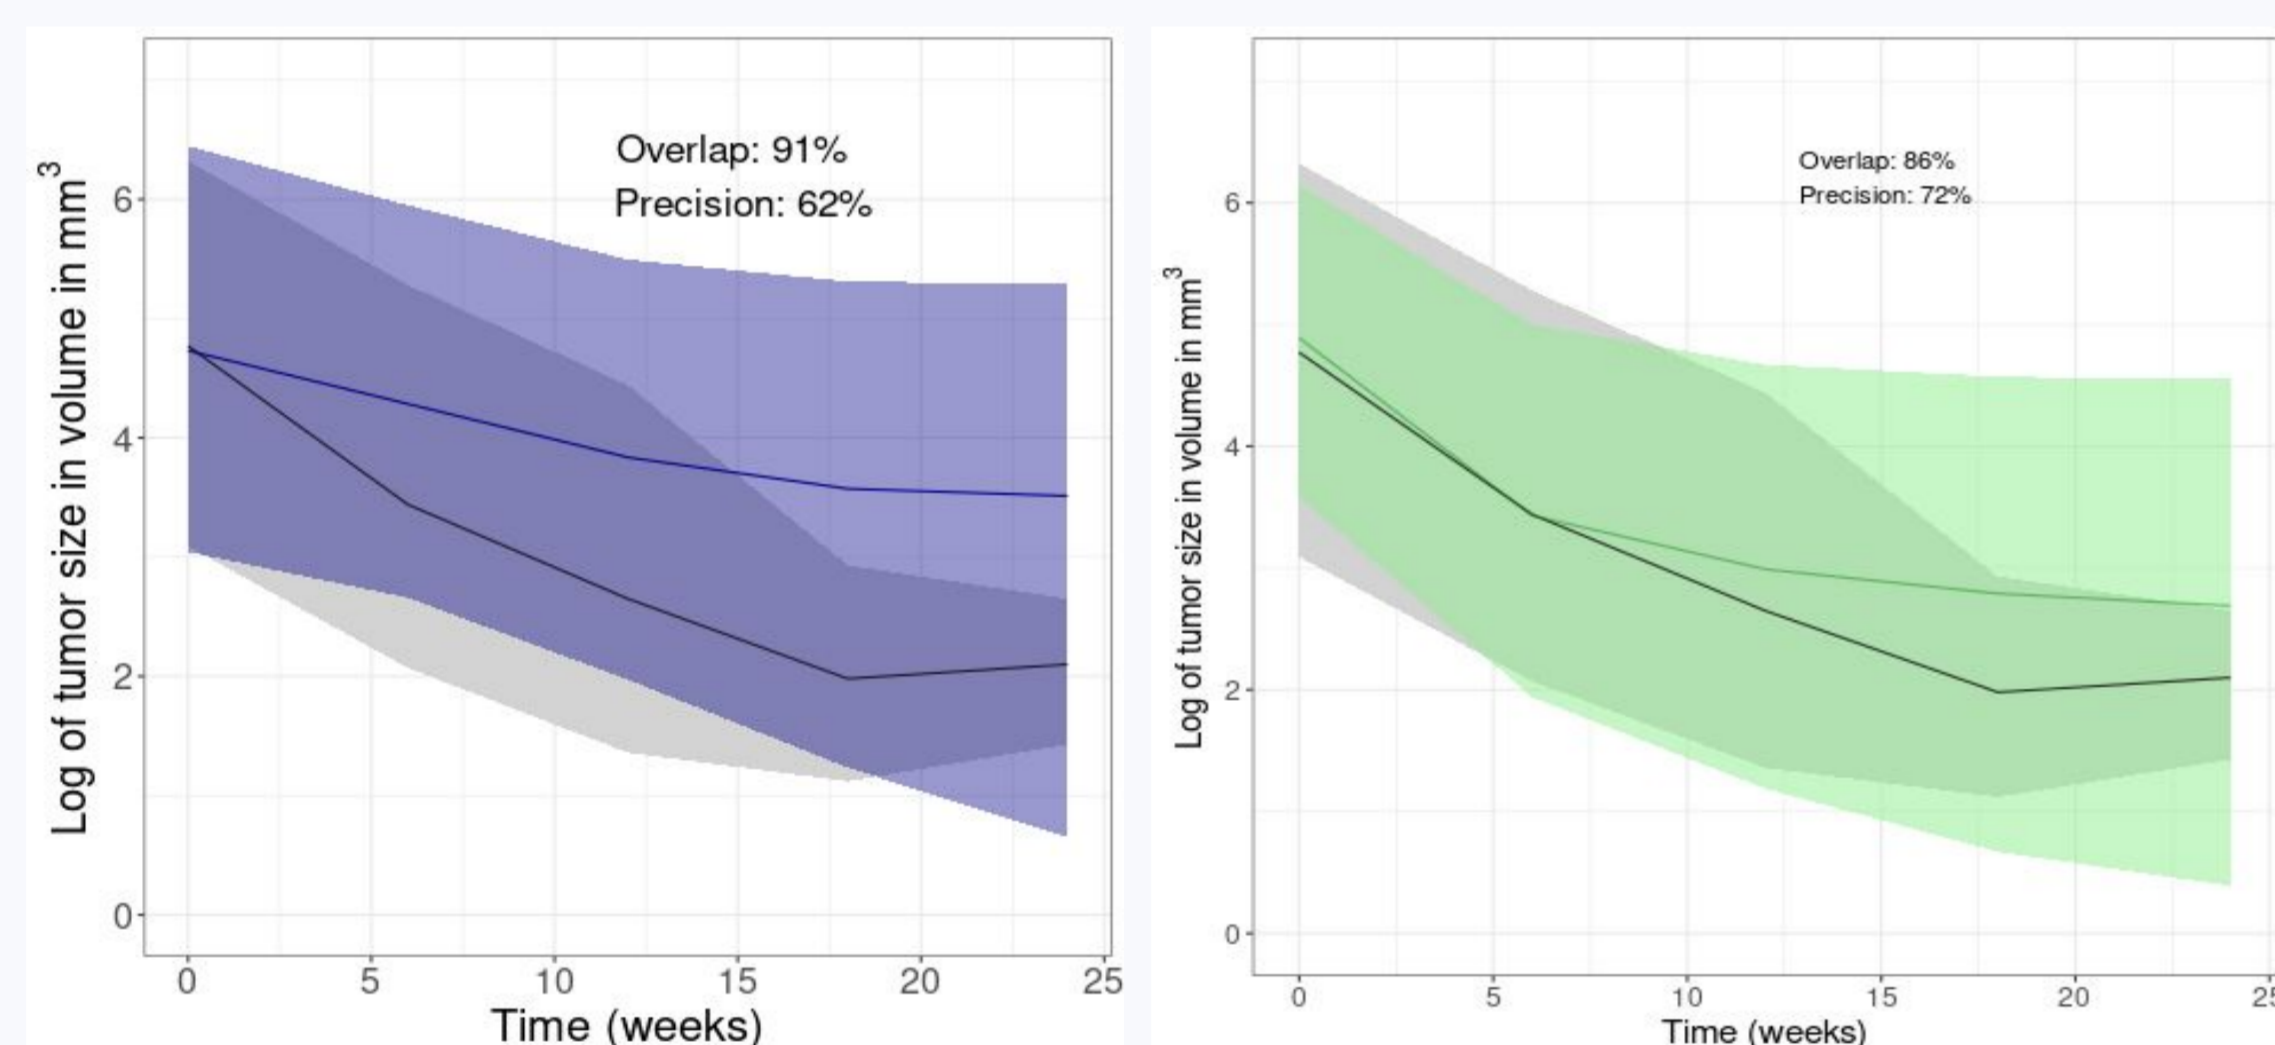 Log of tumor size in volume in mm³
6
4
2
0
Overlap: 91%
Precision: 62%
0 5 10 15 20 25
Time (weeks)
Log of tumor size in volume in mm³
6
4
2
0
Overlap: 86%
Precision: 72%
0 5 10 15 20 25
Time (weeks)